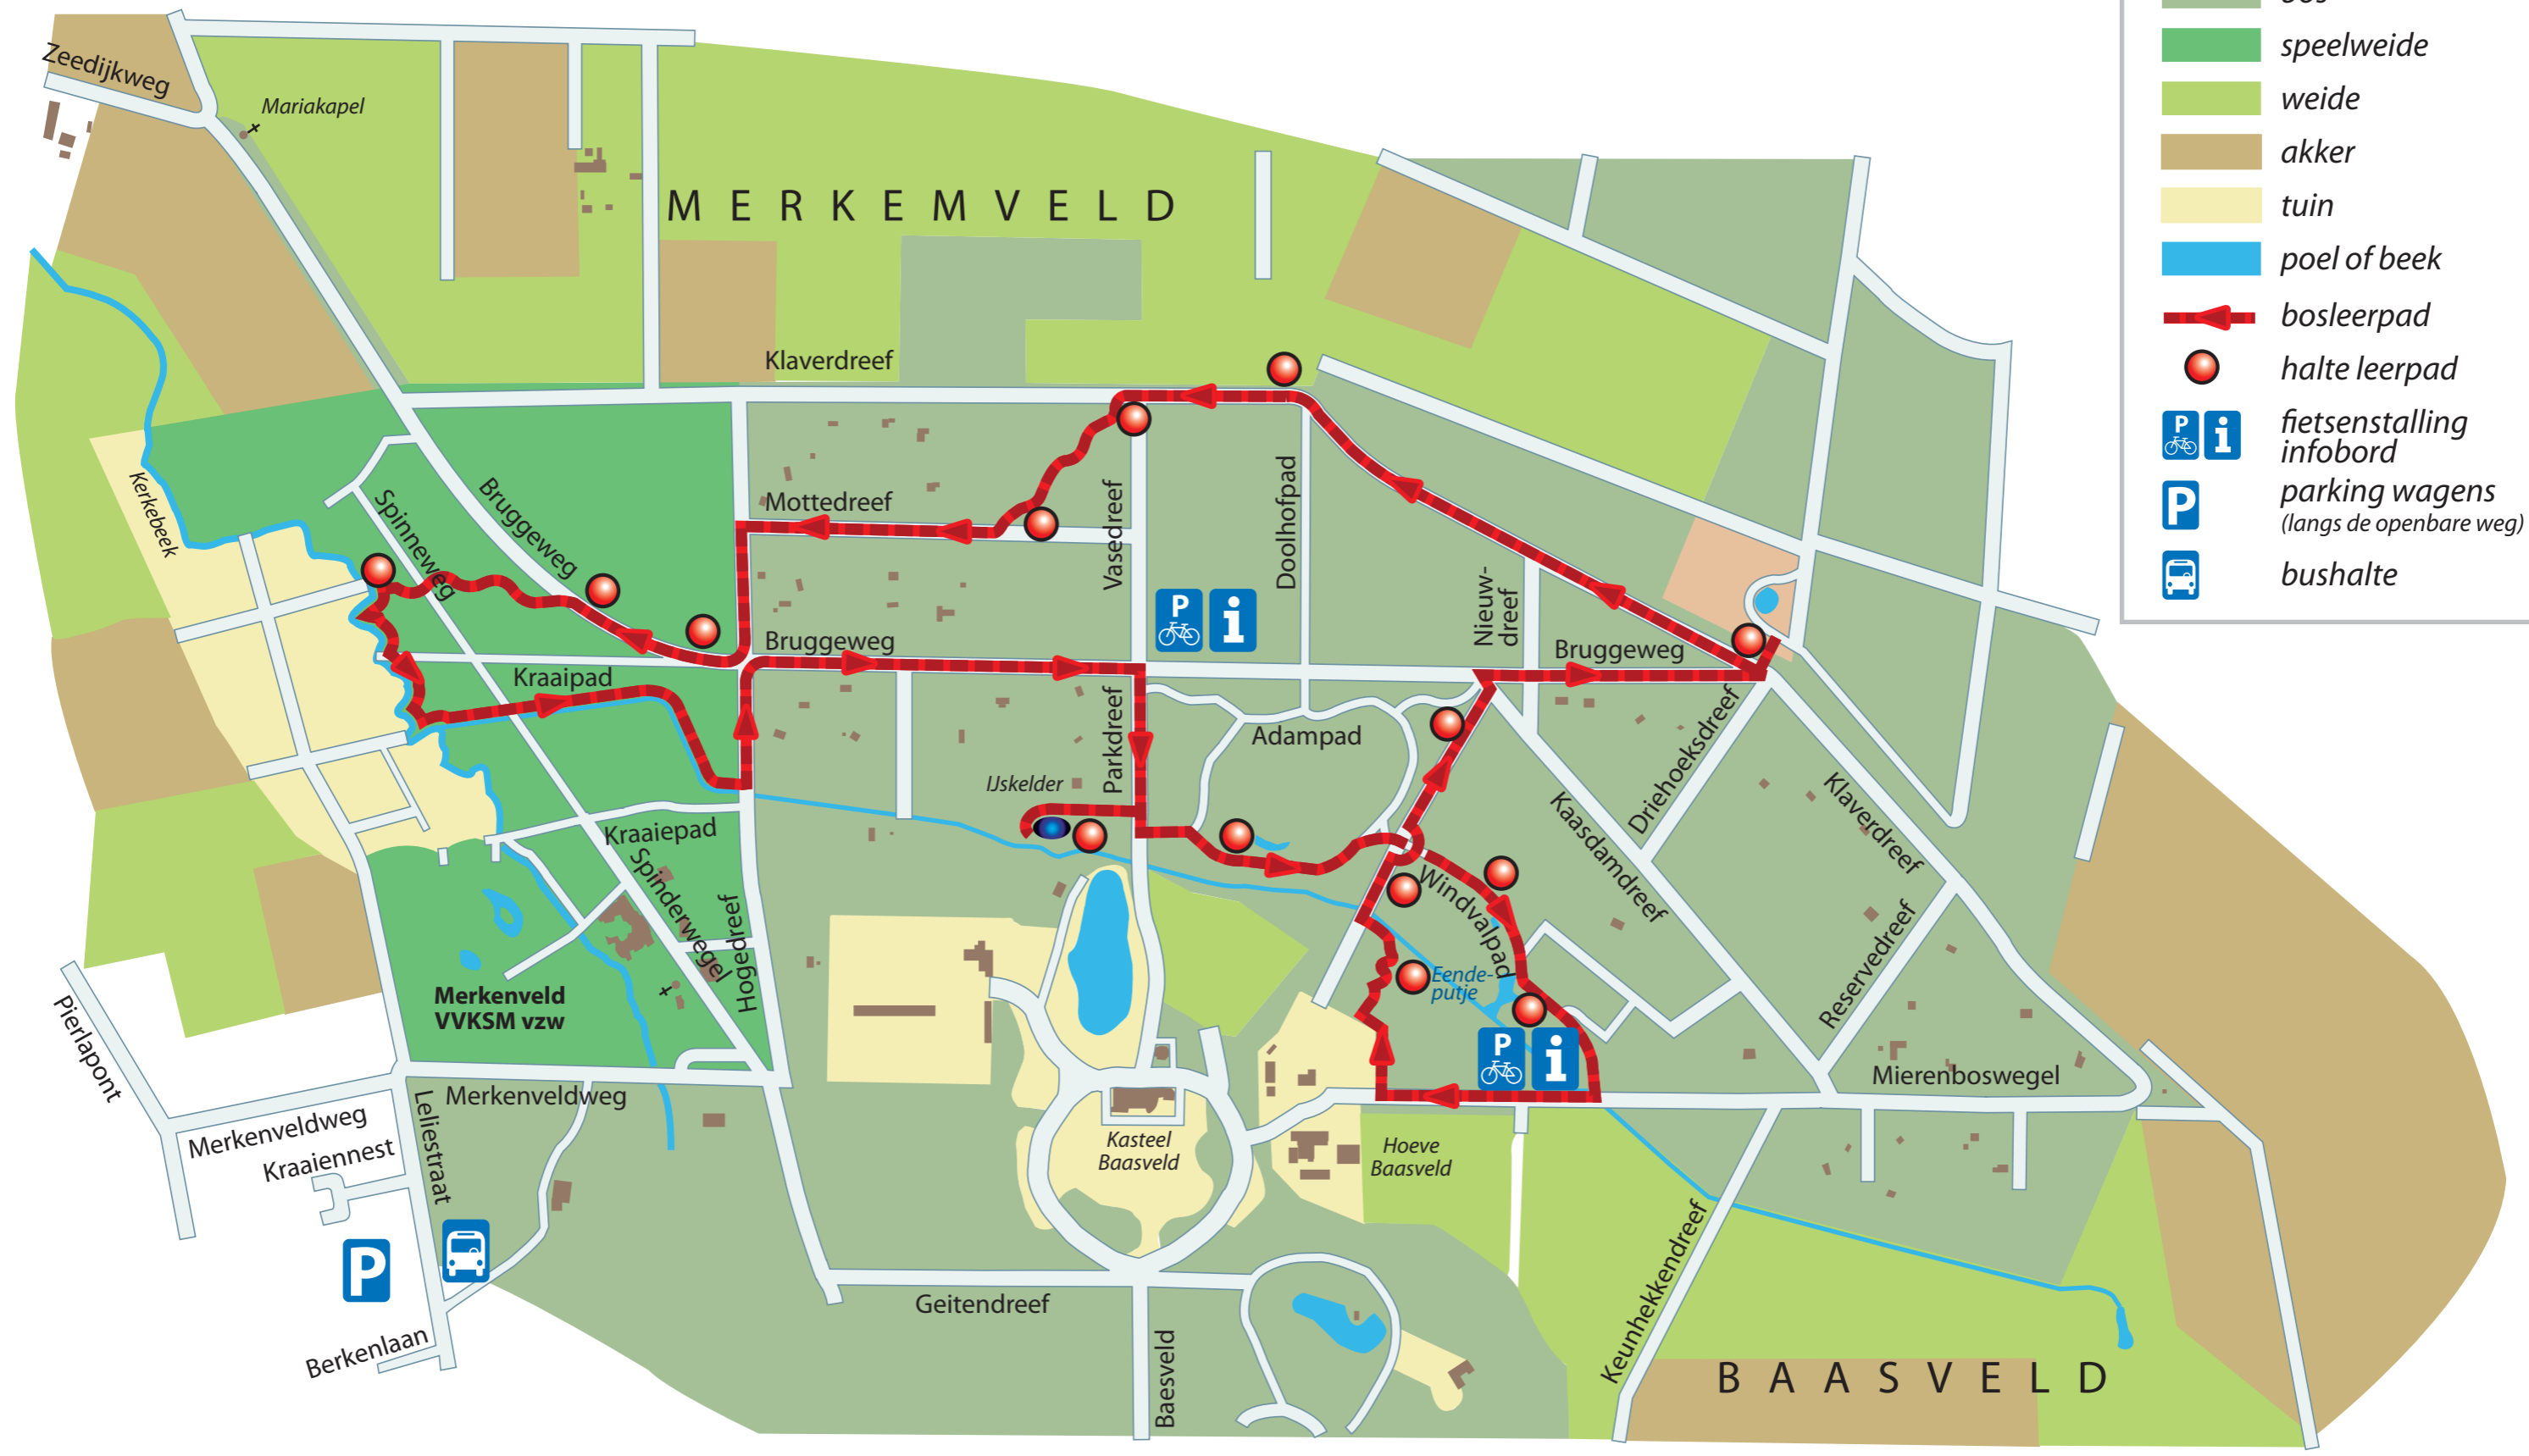 Zeedijkweg
Mariakapel
MERKEMVELD
Klaverdreef
Mottedreef
Vasedreef
Doolhofpad
Nieuw-
dreef
Bruggeweg
Kerkebeek
Spinneweg
Bruggeweg
Bruggeweg
Kraaipad
P
i
Parkdreef
Adampad
IJskelder
Driehoeksdreef
Klaverdreef
Kaasdamdreef
Kraaiepad
Spinderwegel
Hogedreef
Windvalpad
Eende-
putje
P
i
Reservedreef
Merkenveld
VVKSM vzw
Pierlapont
Merkenveldweg
Merkenveldweg
Kraaiennest
Leliestraat
Mierenboswegel
Kasteel
Baasveld
Hoeve
Baasveld
P
Berkenlaan
Geitendreef
Baesveld
Keunhekkendreef
BAASVELD
bos
speelweide
weide
akker
tuin
poel of beek
bosleerpad
halte leerpad
P
i
fietsenstalling
infobord
P
parking wagens
(langs de openbare weg)
bushalte